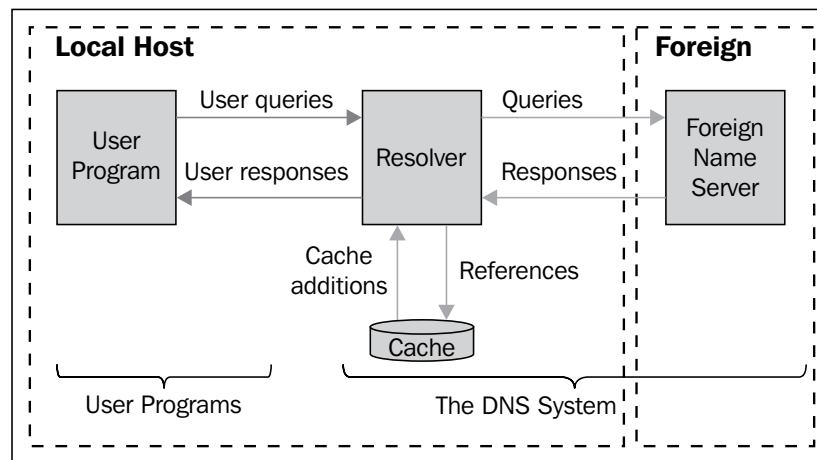 Local Host
Foreign
User queries
Queries
User
Program
Resolver
Foreign
Name
Server
User responses
Responses
Cache
additions
References
Cache
User Programs
The DNS System